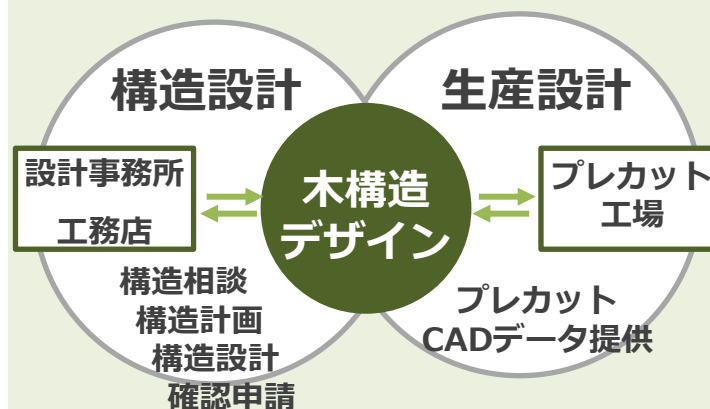 構造設計
生産設計
設計事務所
工務店
木構造
デザイン
プレカット
工場
構造相談
構造計画
構造設計
確認申請
プレカット
CADデータ提供